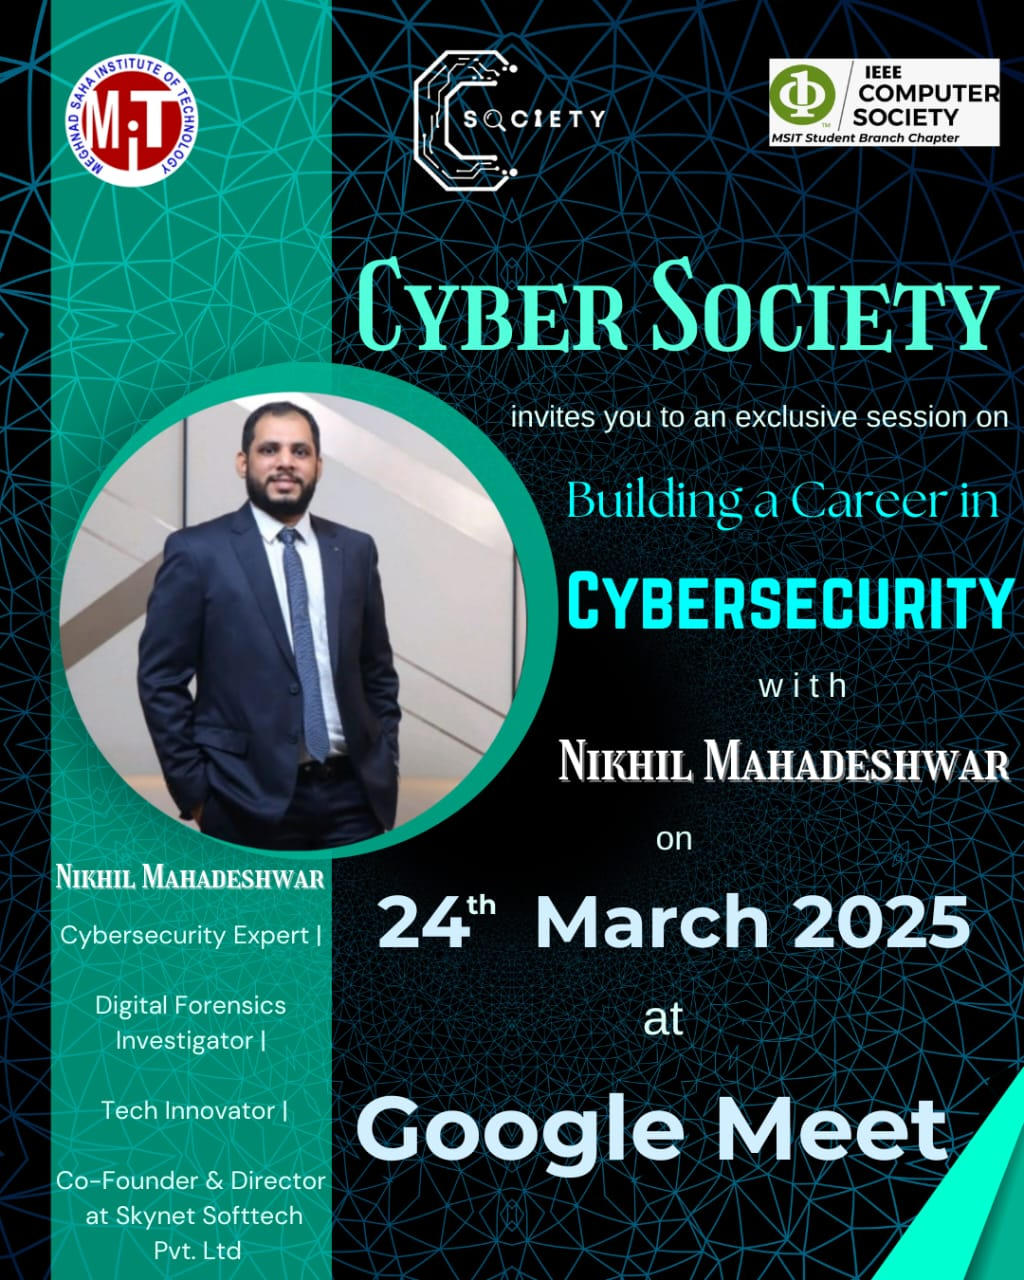 MEGHNAD SAHA INSTITUTE OF TECHNOLOGY
MiT
SOCIETY
IEEE
COMPUTER
SOCIETY
TM
MSIT Student Branch Chapter
CYBER SOCIETY
invites you to an exclusive session on
Building a Career in
CYBERSECURITY
with
NIKHIL MAHADESHWAR
on
24th March 2025
at
Google Meet
NIKHIL MAHADESHWAR
Cybersecurity Expert |
Digital Forensics
Investigator |
Tech Innovator |
Co-Founder & Director
at Skynet Softtech
Pvt. Ltd